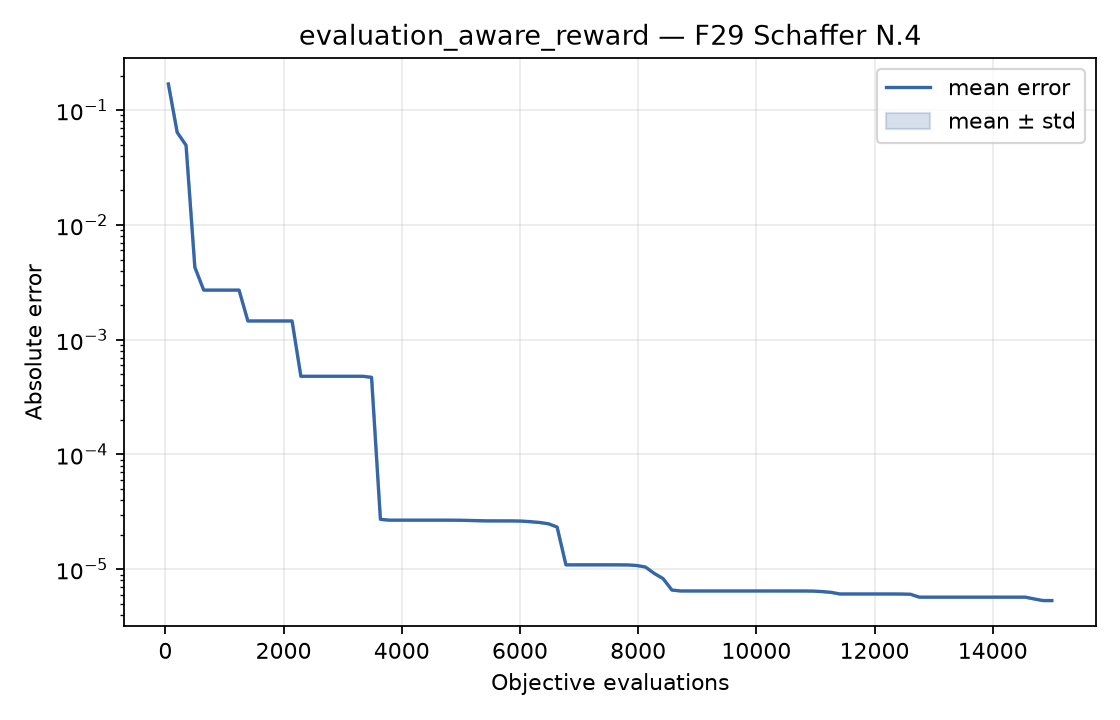 evaluation_aware_reward — F29 Schaffer N.4
mean error
mean ± std
Absolute error
10⁻¹
10⁻²
10⁻³
10⁻⁴
10⁻⁵
0 2000 4000 6000 8000 10000 12000 14000
Objective evaluations